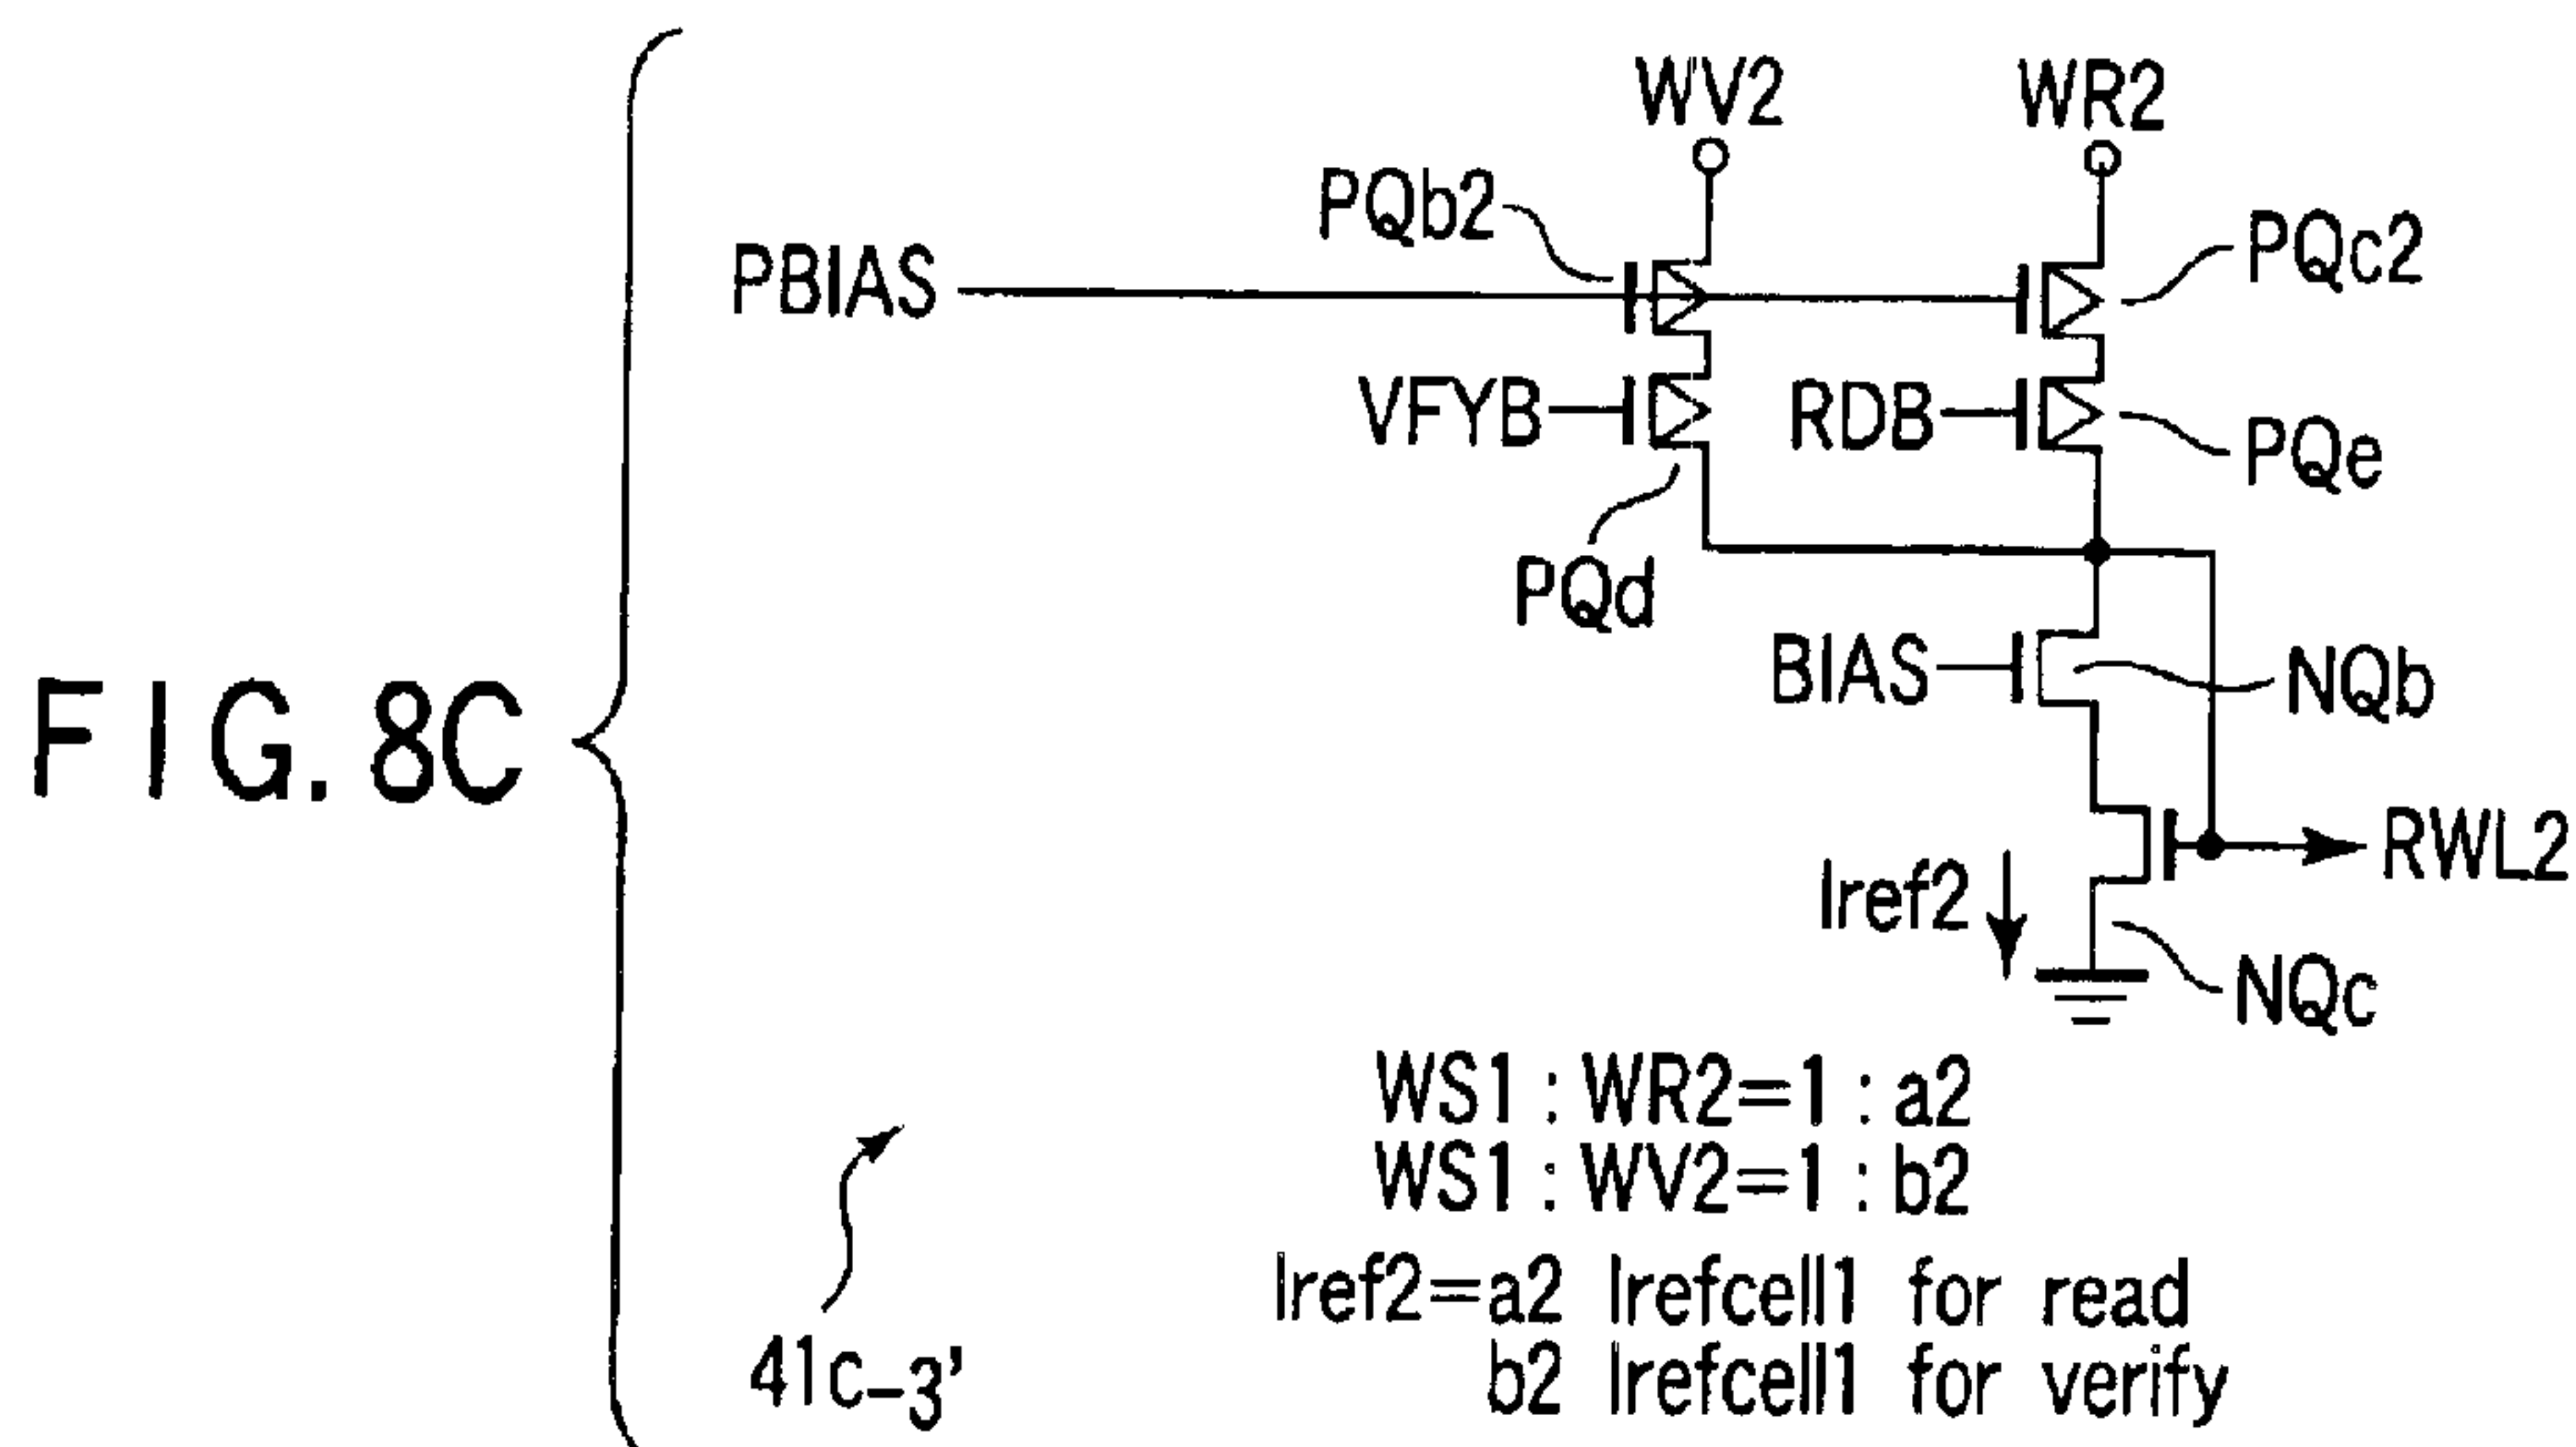 WV2
WR2
PQb2
PQc2
PBIAS
VFYB
RDB
PQe
PQd
BIAS
NQb
FIG. 8C
RWL2
Iref2
NQc
WS1 : WR2=1 : a2
WS1 : WV2=1 : b2
Iref2=a2 Irefcell1 for read
b2 Irefcell1 for verify
41c-3'